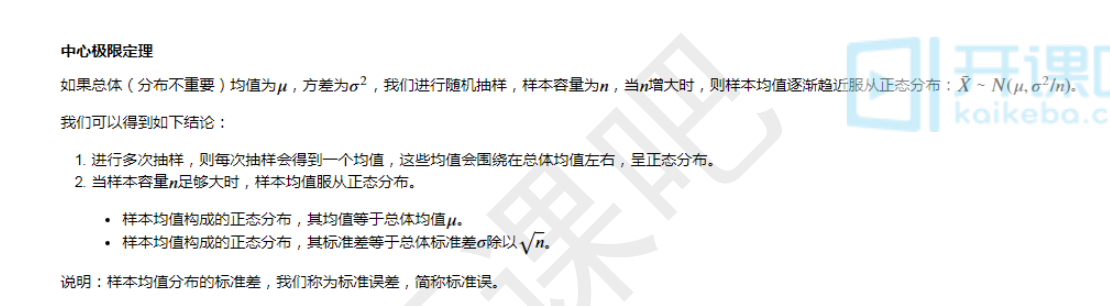 中心极限定理
如果总体（分布不重要）均值为μ，方差为σ²，我们进行随机抽样，样本容量为n，当n增大时，则样本均值逐渐趋近服从正态分布：X̄ ~ N(μ, σ²/n)。
我们可以得到如下结论：
1. 进行多次抽样，则每次抽样会得到一个均值，这些均值会围绕在总体均值左右，呈正态分布。
2. 当样本容量n足够大时，样本均值服从正态分布。
• 样本均值构成的正态分布，其均值等于总体均值μ。
• 样本均值构成的正态分布，其标准差等于总体标准差σ除以√n。
说明：样本均值分布的标准差，我们称为标准误差，简称标准误。
开课
kaikeba.c
课吧